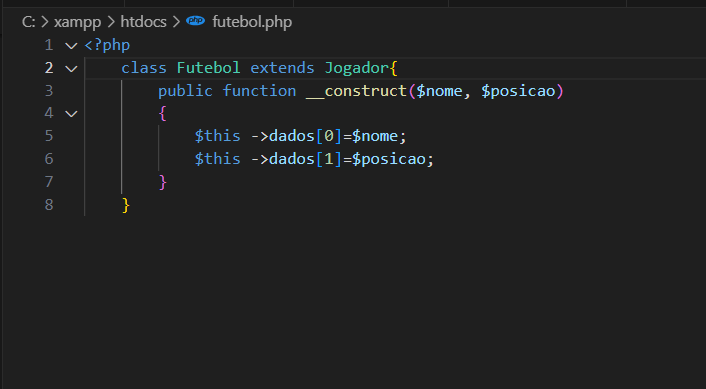 C: > xampp > htdocs > php futebol.php
1 <?php
2 class Futebol extends Jogador{
3 public function __construct($nome, $posicao)
4 {
5 $this ->dados[0]=$nome;
6 $this ->dados[1]=$posicao;
7 }
8 }